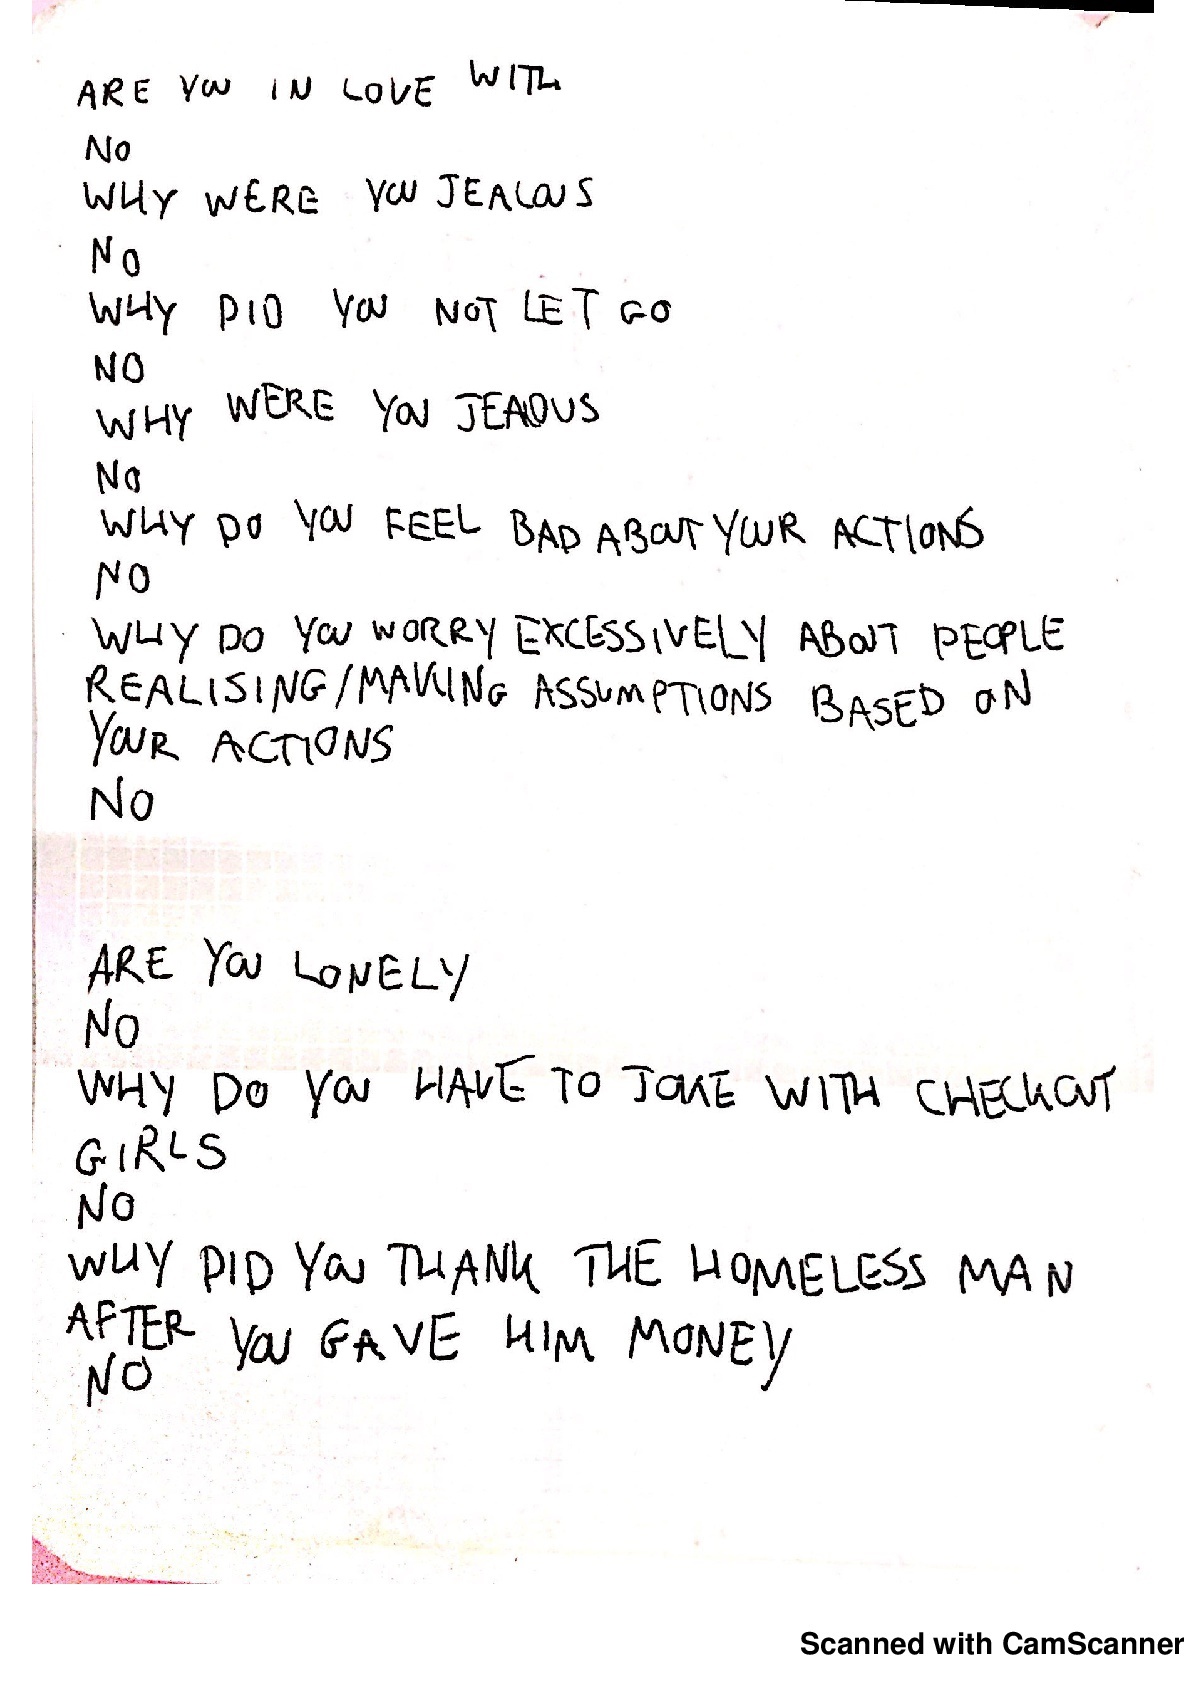 ARE YOU IN LOVE WITH
NO
WHY WERE YOU JEALOUS
NO
WHY DID YOU NOT LET GO
NO
WHY WERE YOU JEAOUS
NO
WHY DO YOU FEEL BAD ABOUT YOUR ACTIONS
NO
WHY DO YOU WORRY EXCESSIVELY ABOUT PEOPLE
REALISING/MAKING ASSUMPTIONS BASED ON
YOUR ACTIONS
NO
ARE YOU LONELY
NO
WHY DO YOU HAVE TO JOKE WITH CHECKOUT
GIRLS
NO
WHY DID YOU THANK THE HOMELESS MAN
AFTER YOU GAVE HIM MONEY
NO
Scanned with CamScanner